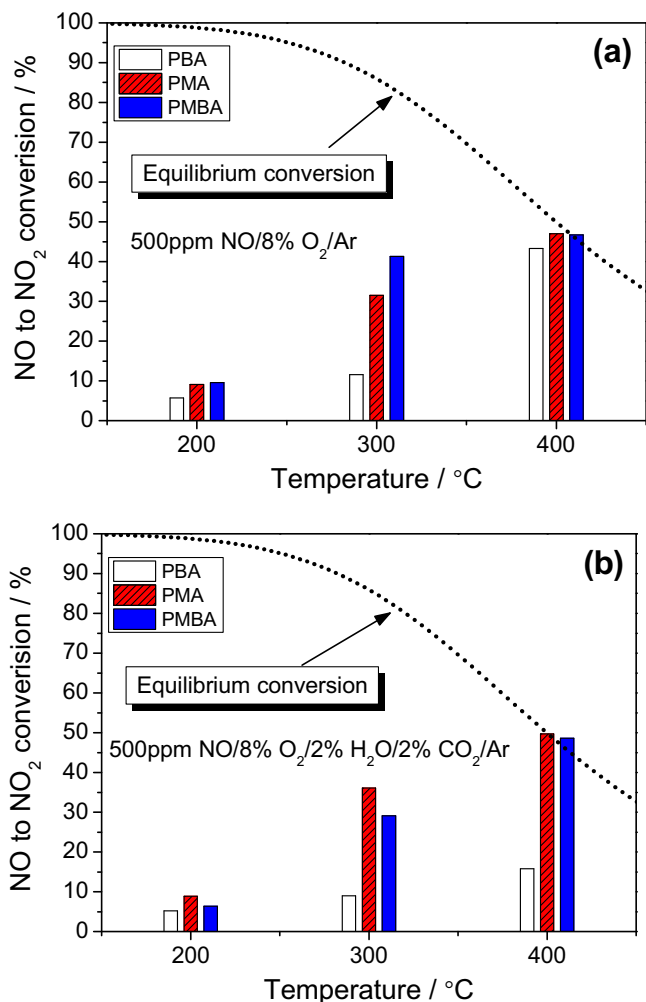 (a)
PBA
PMA
PMBA
Equilibrium conversion
500ppm NO/8% O₂/Ar
NO to NO₂ converision / %
100
90
80
70
60
50
40
30
20
10
0
200 300 400
Temperature / °C
(b)
PBA
PMA
PMBA
Equilibrium conversion
500ppm NO/8% O₂/2% H₂O/2% CO₂/Ar
NO to NO₂ converision / %
100
90
80
70
60
50
40
30
20
10
0
200 300 400
Temperature / °C